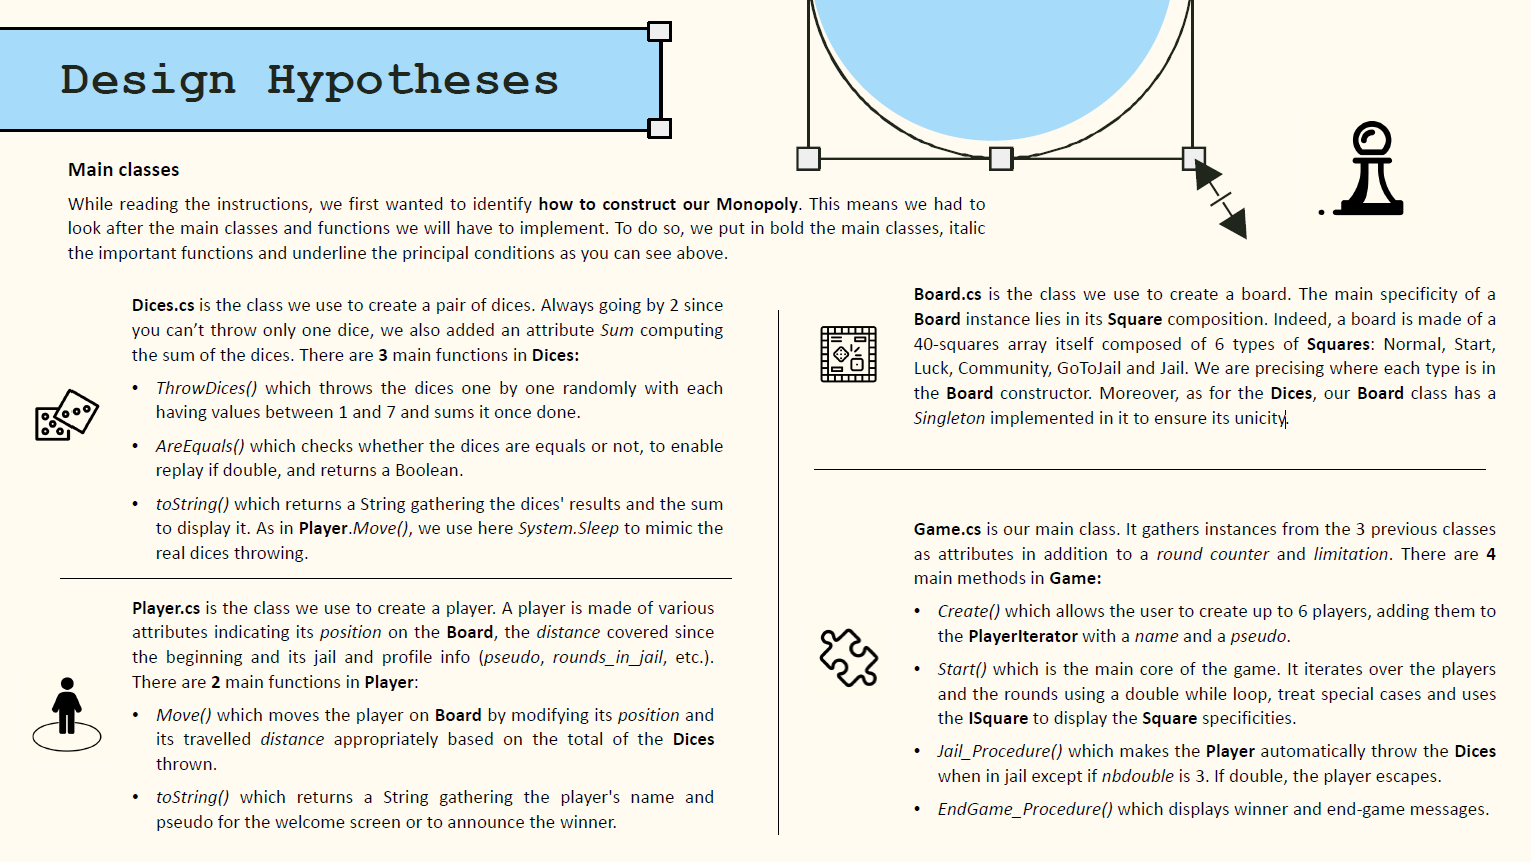 Design Hypotheses
Main classes
While reading the instructions, we first wanted to identify how to construct our Monopoly. This means we had to
look after the main classes and functions we will have to implement. To do so, we put in bold the main classes, italic
the important functions and underline the principal conditions as you can see above.
Dices.cs is the class we use to create a pair of dices. Always going by 2 since
you can’t throw only one dice, we also added an attribute Sum computing
the sum of the dices. There are 3 main functions in Dices:
• ThrowDices() which throws the dices one by one randomly with each
having values between 1 and 7 and sums it once done.
• AreEquals() which checks whether the dices are equals or not, to enable
replay if double, and returns a Boolean.
• toString() which returns a String gathering the dices' results and the sum
to display it. As in Player.Move(), we use here System.Sleep to mimic the
real dices throwing.
Player.cs is the class we use to create a player. A player is made of various
attributes indicating its position on the Board, the distance covered since
the beginning and its jail and profile info (pseudo, rounds_in_jail, etc.).
There are 2 main functions in Player:
• Move() which moves the player on Board by modifying its position and
its travelled distance appropriately based on the total of the Dices
thrown.
• toString() which returns a String gathering the player's name and
pseudo for the welcome screen or to announce the winner.
Board.cs is the class we use to create a board. The main specificity of a
Board instance lies in its Square composition. Indeed, a board is made of a
40-squares array itself composed of 6 types of Squares: Normal, Start,
Luck, Community, GoToJail and Jail. We are precising where each type is in
the Board constructor. Moreover, as for the Dices, our Board class has a
Singleton implemented in it to ensure its unicity.
Game.cs is our main class. It gathers instances from the 3 previous classes
as attributes in addition to a round counter and limitation. There are 4
main methods in Game:
• Create() which allows the user to create up to 6 players, adding them to
the PlayerIterator with a name and a pseudo.
• Start() which is the main core of the game. It iterates over the players
and the rounds using a double while loop, treat special cases and uses
the ISquare to display the Square specificities.
• Jail_Procedure() which makes the Player automatically throw the Dices
when in jail except if nbdouble is 3. If double, the player escapes.
• EndGame_Procedure() which displays winner and end-game messages.